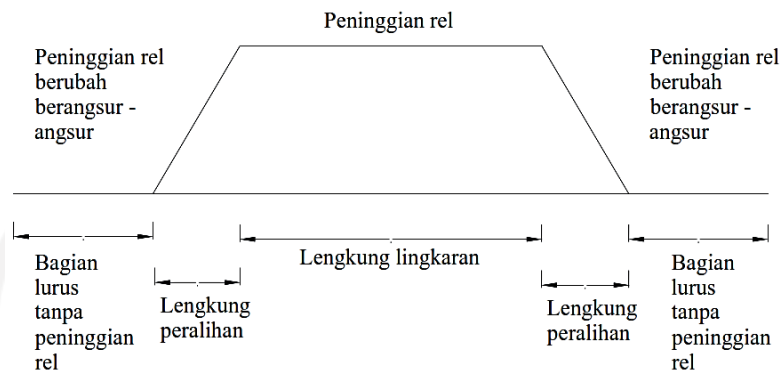 Peninggian rel
Peninggian rel
berubah
berangsur -
angsur
Peninggian rel
berubah
berangsur -
angsur
Bagian
lurus
tanpa
peninggian
rel
Lengkung
peralihan
Lengkung lingkaran
Lengkung
peralihan
Bagian
lurus
tanpa
peninggian
rel